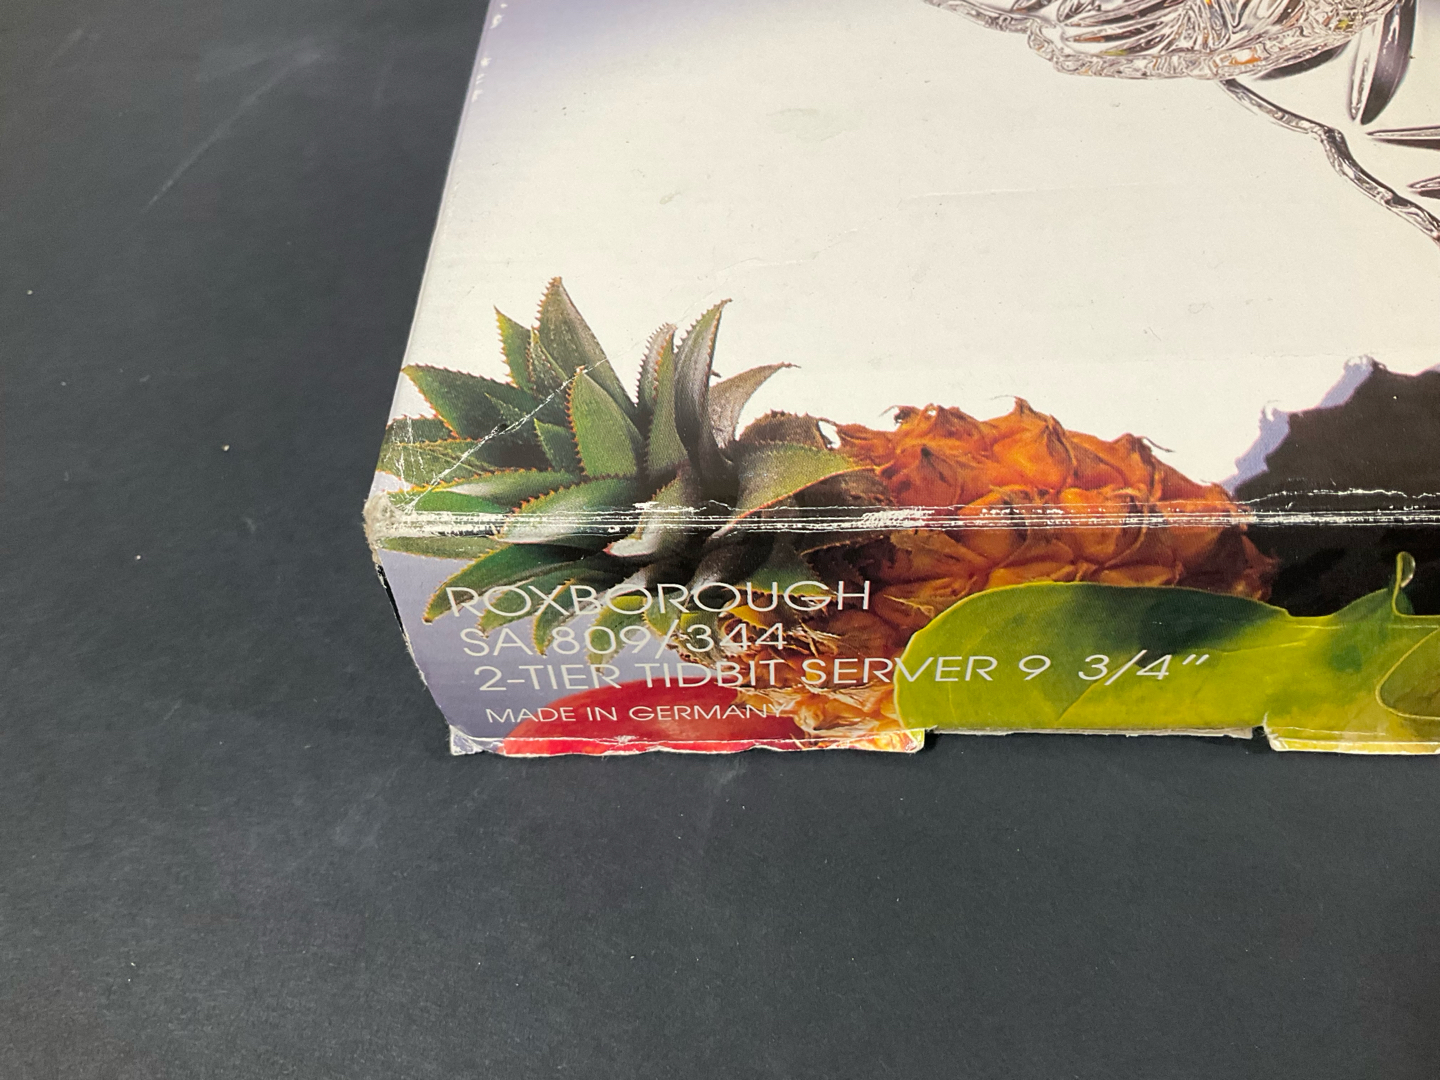 ROXBOROUGH
SA 809/344
2-TIER TIDBIT SERVER 9 3/4"
MADE IN GERMANY